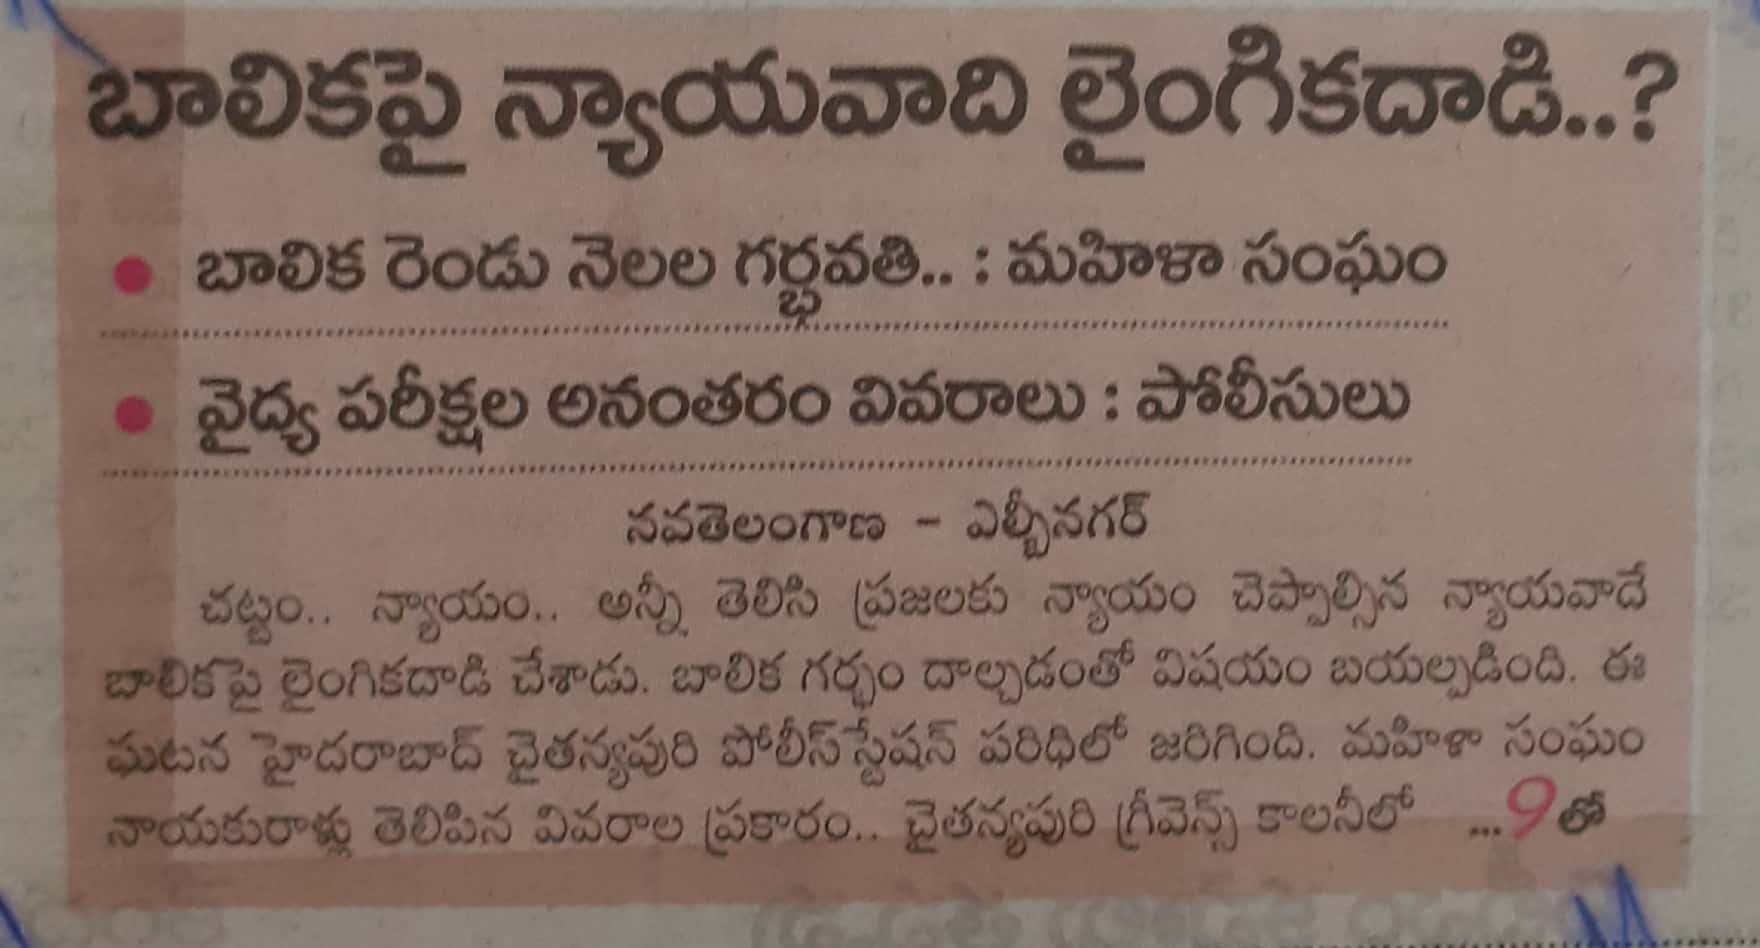 బాలికపై న్యాయవాది లైంగికదాడి..?
• బాలిక రెండు నెలల గర్భవతి.. : మహిళా సంఘం
• వైద్య పరీక్షల అనంతరం వివరాలు : పోలీసులు
నవతెలంగాణ - ఎల్బీనగర్
చట్టం.. న్యాయం.. అన్నీ తెలిసి ప్రజలకు న్యాయం చెప్పాల్సిన న్యాయవాదే
బాలికపై లైంగికదాడి చేశాడు. బాలిక గర్భం దాల్చడంతో విషయం బయల్పడింది. ఈ
ఘటన హైదరాబాద్ చైతన్యపురి పోలీస్‌స్టేషన్ పరిధిలో జరిగింది. మహిళా సంఘం
నాయకురాళ్లు తెలిపిన వివరాల ప్రకారం.. చైతన్యపురి గ్రీవెన్స్ కాలనీలో ...9లో